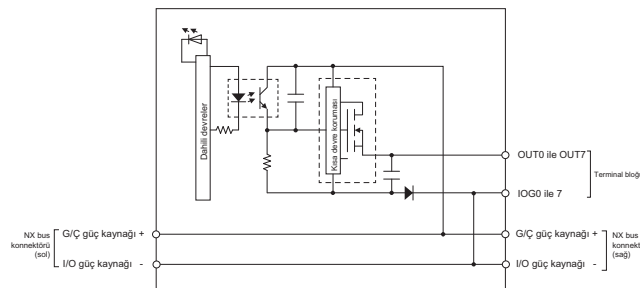 Dahili devreler
Kısa devre koruması
OUT0 ile OUT7
Terminal bloğu
IOG0 ile 7
NX bus
konnektörü
(sol)
G/Ç güç kaynağı +
I/O güç kaynağı -
G/Ç güç kaynağı +
I/O güç kaynağı -
NX bus
(sağ)